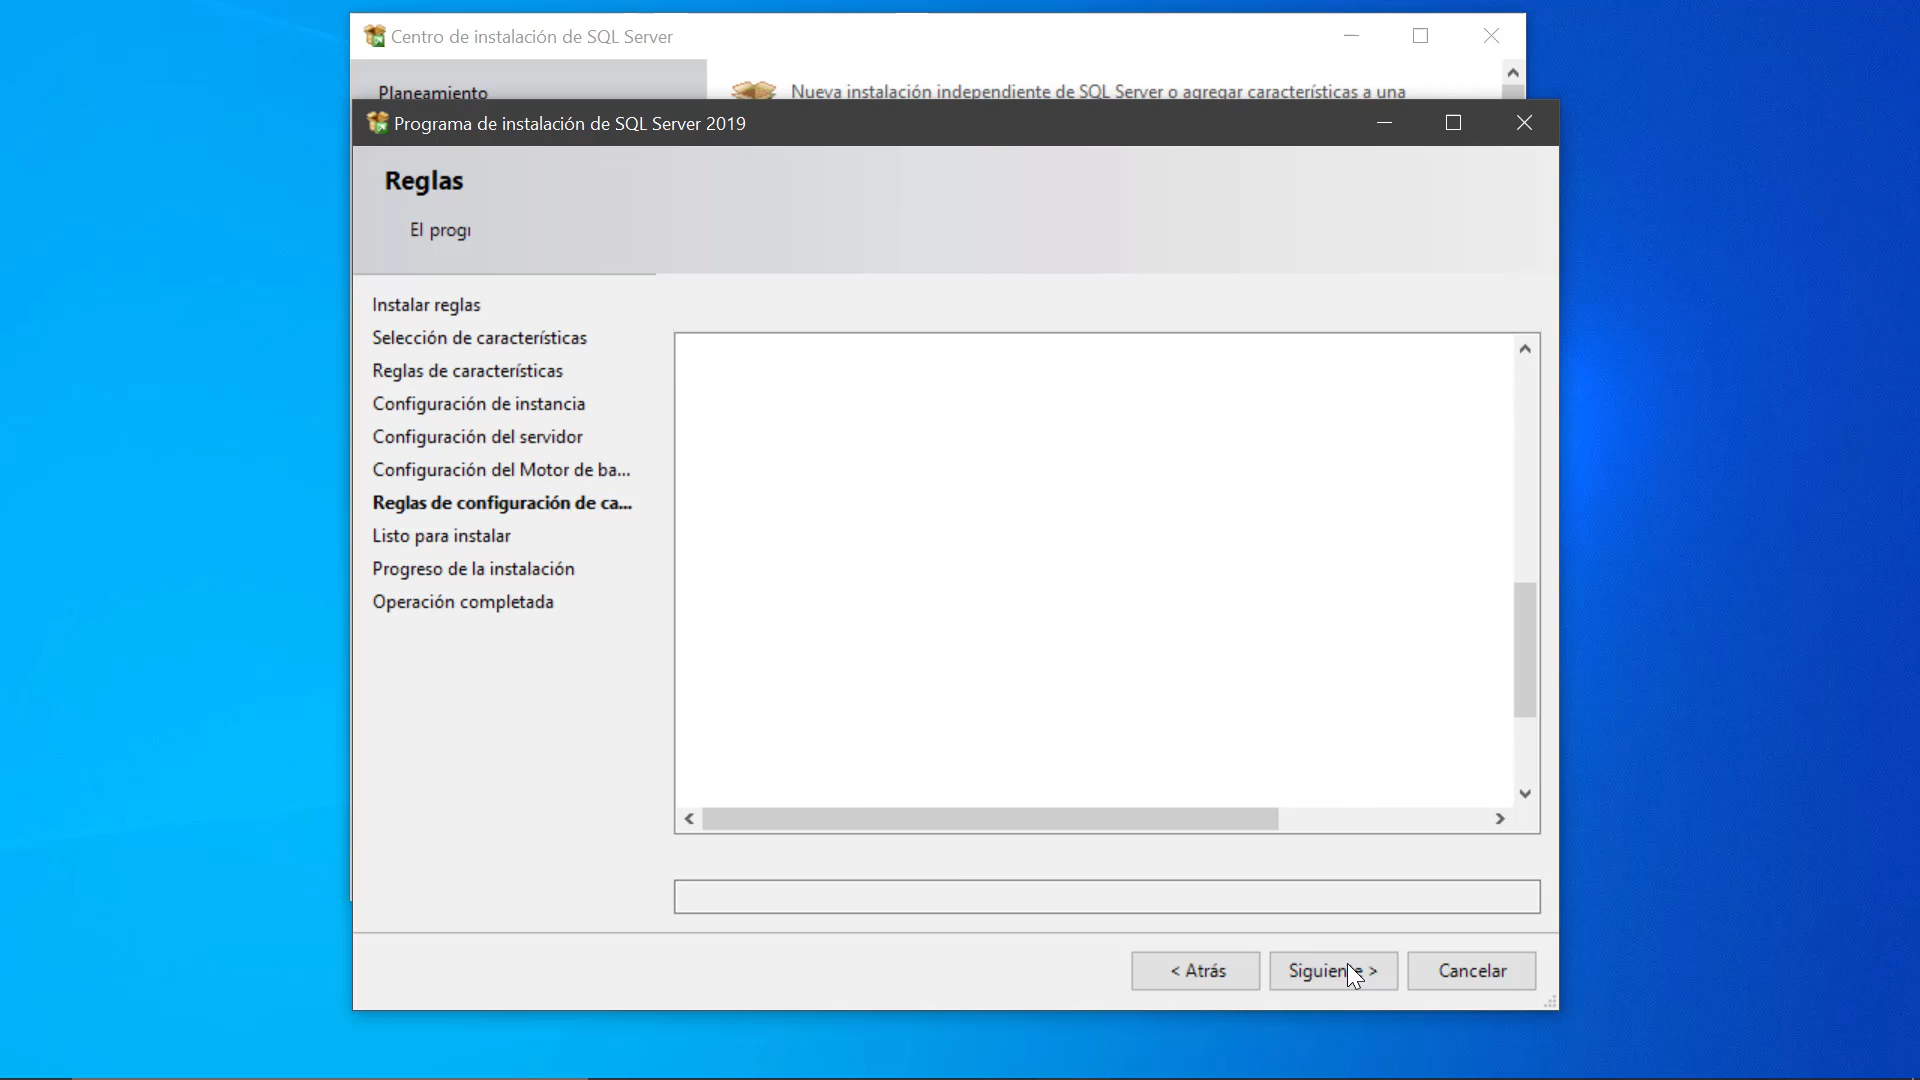 Centro de instalación de SQL Server
Planeamiento
Nueva instalación independiente de SQL Server o agregar características a una
Programa de instalación de SQL Server 2019
Reglas
El
Instalar reglas
Selección de características
Reglas de características
Configuración de instancia
Configuración del servidor
Configuración del Motor de ba...
Reglas de configuración de ca...
Listo para instalar
Progreso de la instalación
Operación completada
< Atrás
Siguiente >
Cancelar